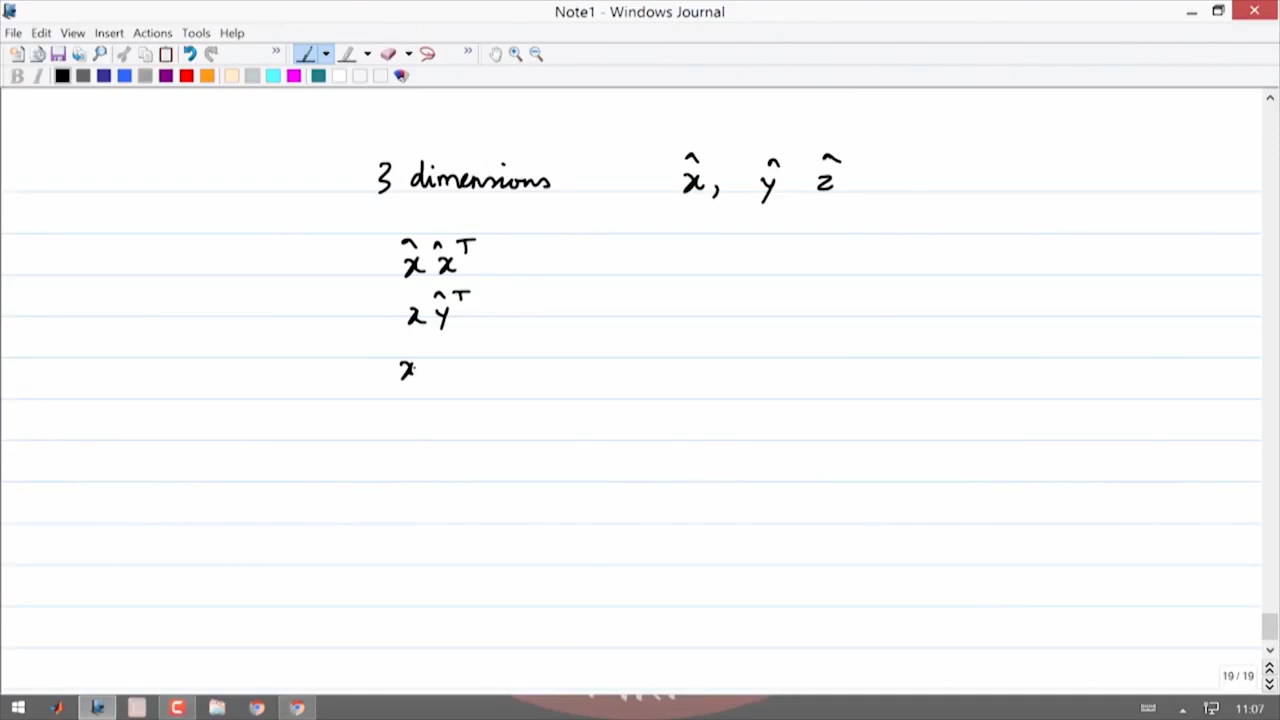 Note1 - Windows Journal
File Edit View Insert Actions Tools Help
B I
3 dimensions x̂, ŷ ẑ
x̂ x̂ᵀ
x ŷᵀ
x
19 / 19
11:07